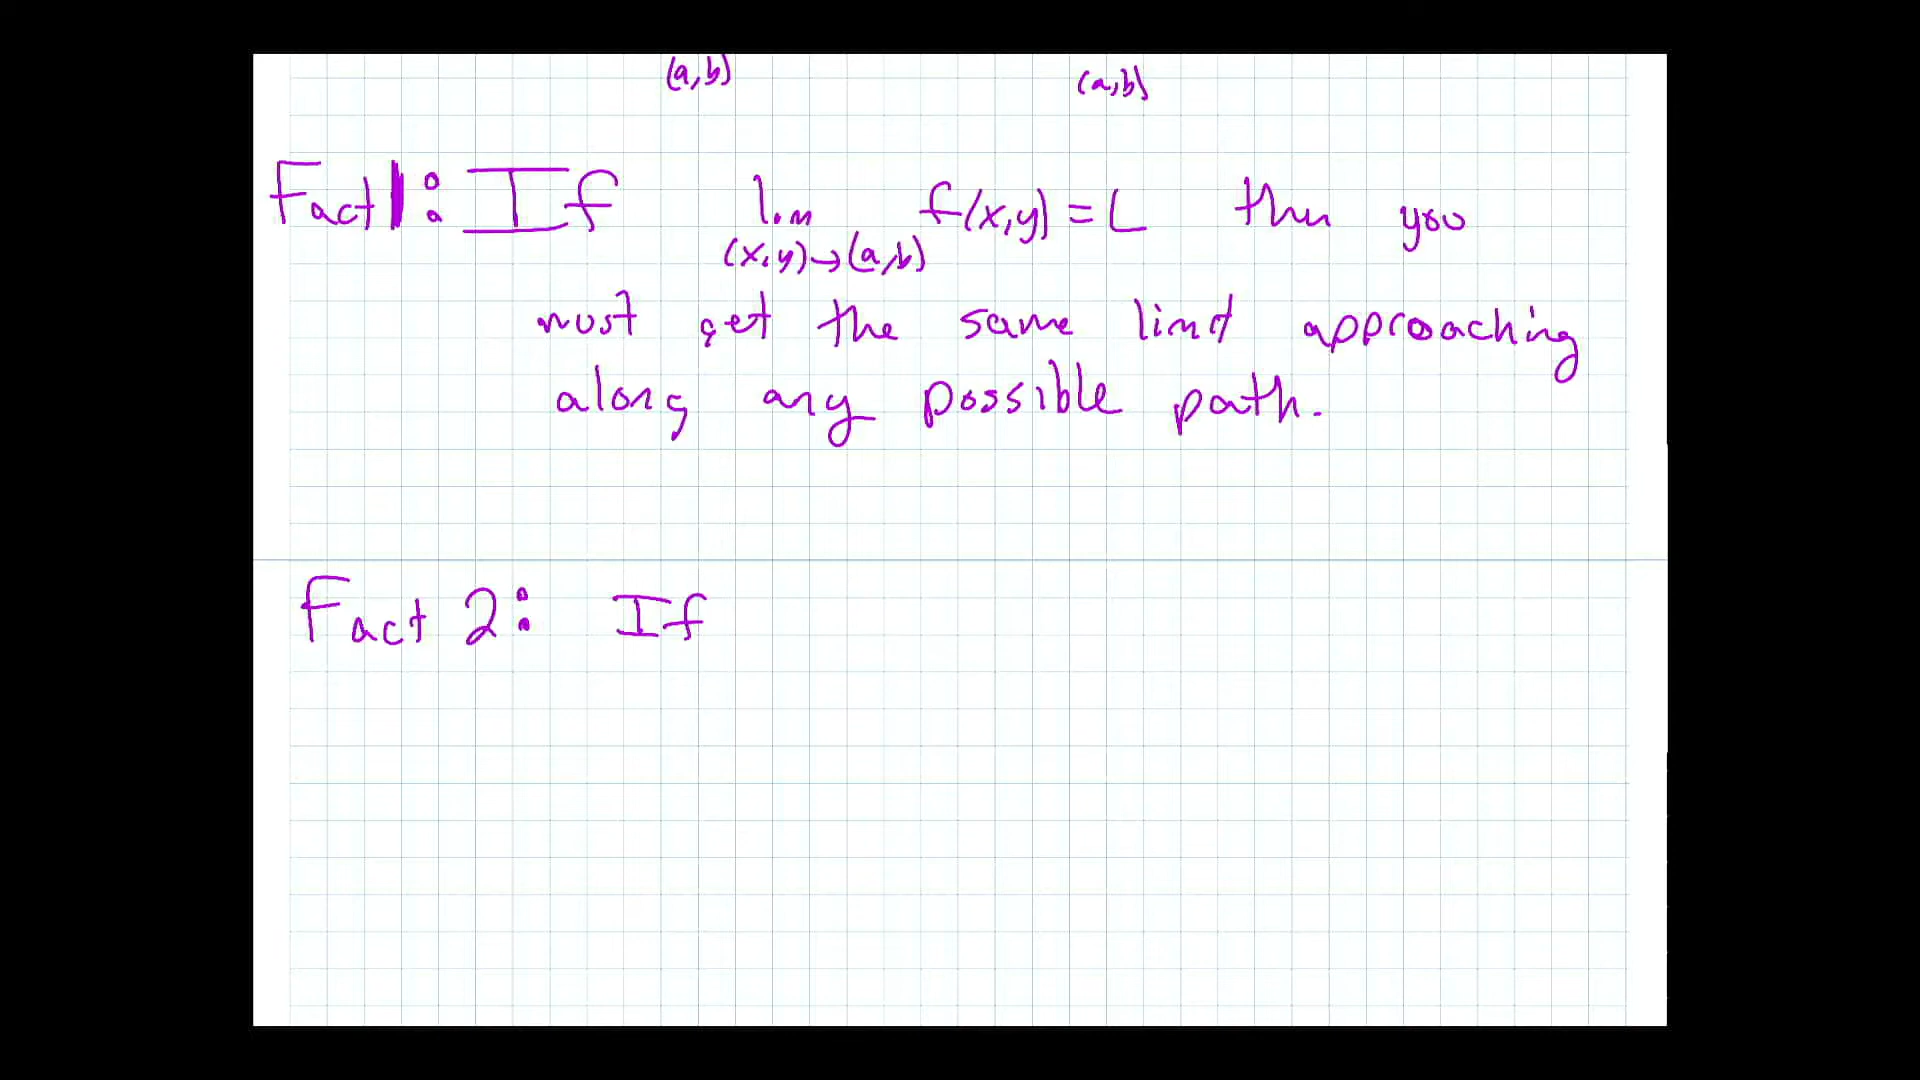 (a,b) (a,b)
Fact 1: If lim f(x,y) = L then you
(x,y)→(a,b)
must get the same limit approaching
along any possible path.
Fact 2: If